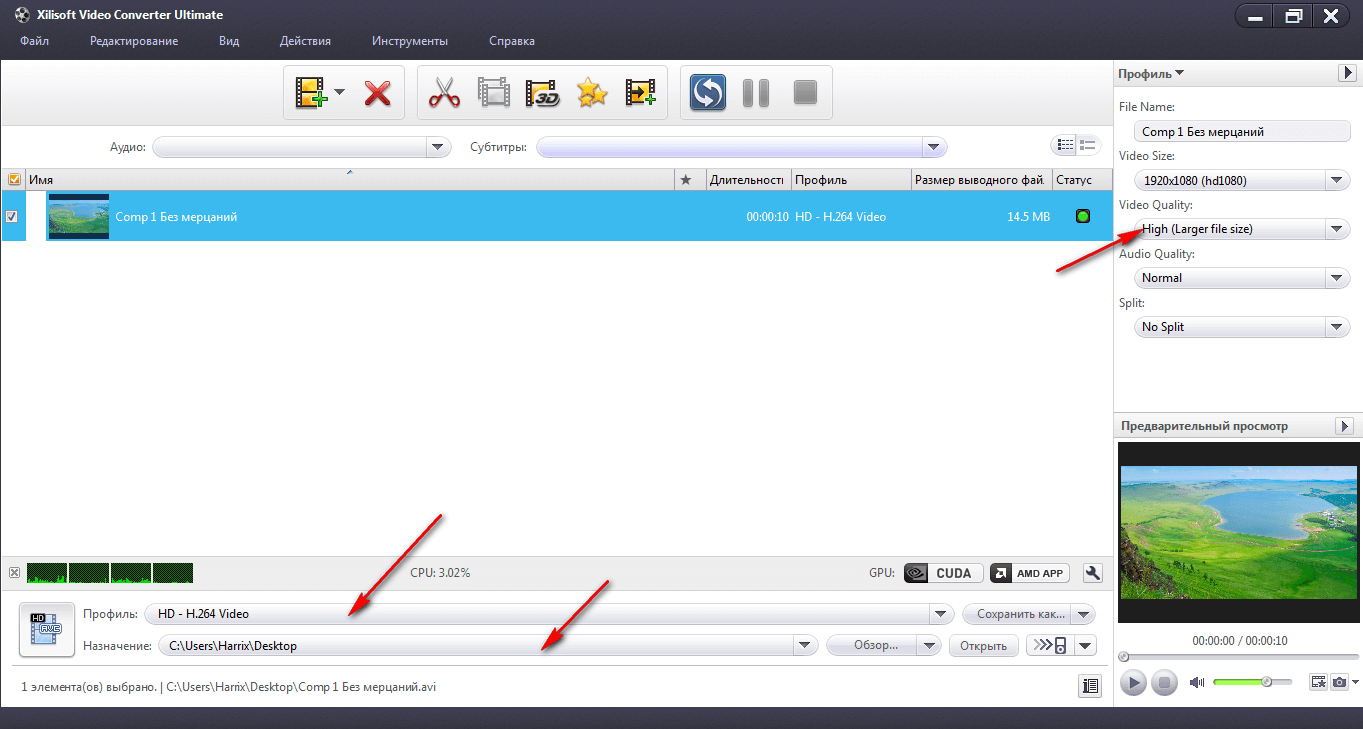 Xilisoft Video Converter Ultimate
Файл Редактирование Вид Действия Инструменты Справка
3D
Аудио: Субтитры:
Имя ★ Длительност Профиль Размер выводного фай. Статус
Comp 1 Без мерцаний 00:00:10 HD - H.264 Video 14.5 MB
Профиль
File Name:
Comp 1 Без мерцаний
Video Size:
1920x1080 (hd1080)
Video Quality:
High (Larger file size)
Audio Quality:
Normal
Split:
No Split
Предварительный просмотр
00:00:00 / 00:00:10
CPU: 3.02% GPU: CUDA AMD APP
HD
AVC
Профиль: HD - H.264 Video Сохранить как...
Назначение: C:\Users\Harrix\Desktop Обзор... Открыть
1 элемента(ов) выбрано. | C:\Users\Harrix\Desktop\Comp 1 Без мерцаний.avi